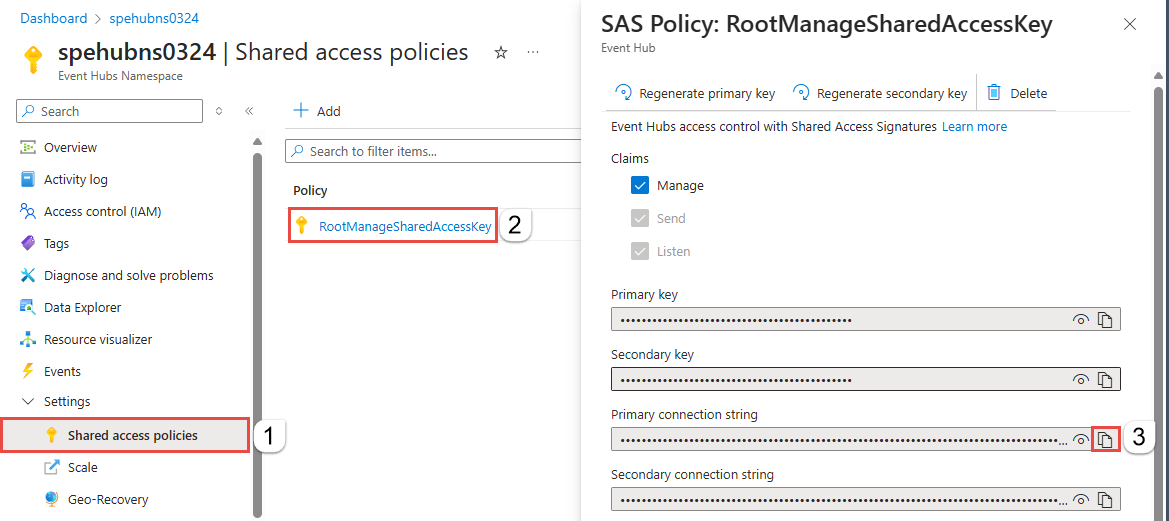 Dashboard > spehubns0324
spehubns0324 | Shared access policies
Event Hubs Namespace
Search
Overview
Activity log
Access control (IAM)
Tags
Diagnose and solve problems
Data Explorer
Resource visualizer
Events
Settings
Shared access policies
1
Scale
Geo-Recovery
Add
Search to filter items...
Policy
RootManageSharedAccessKey
2
SAS Policy: RootManageSharedAccessKey
Event Hub
Regenerate primary key Regenerate secondary key Delete
Event Hubs access control with Shared Access Signatures Learn more
Claims
Manage
Send
Listen
Primary key
Secondary key
Primary connection string
...
3
Secondary connection string
...